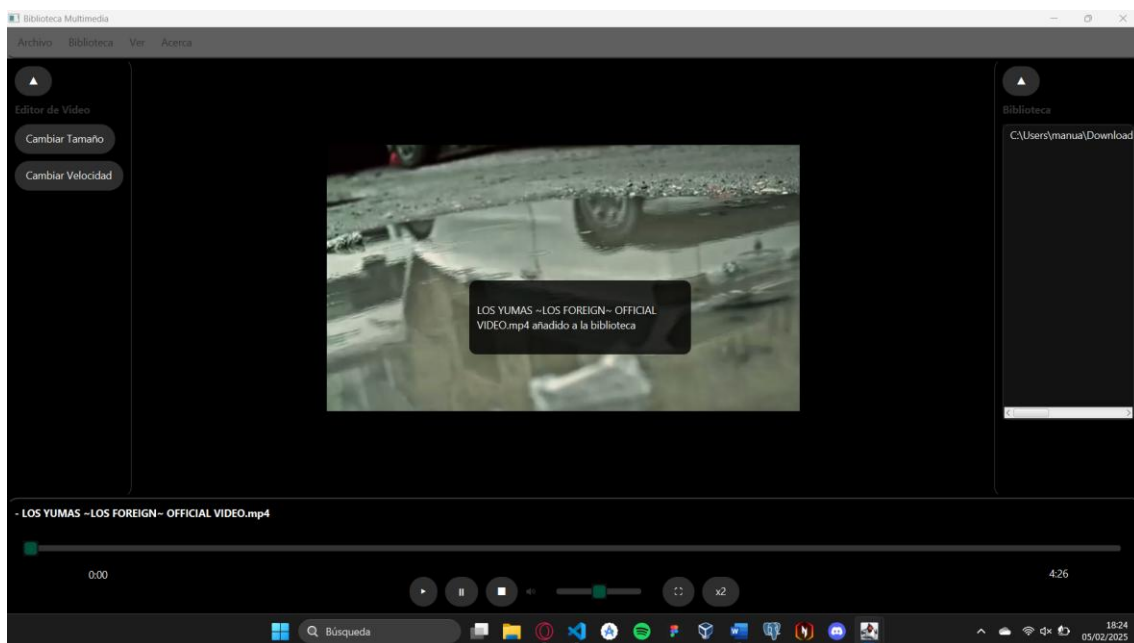 Biblioteca Multimedia
Archivo Biblioteca Ver Acerca
Editor de Video
Cambiar Tamaño
Cambiar Velocidad
Biblioteca
C:\Users\manua\Download
LOS YUMAS ~LOS FOREIGN~ OFFICIAL
VIDEO.mp4 añadido a la biblioteca
- LOS YUMAS ~LOS FOREIGN~ OFFICIAL VIDEO.mp4
0:00
4:26
x2
Búsqueda
18:24
05/02/2025